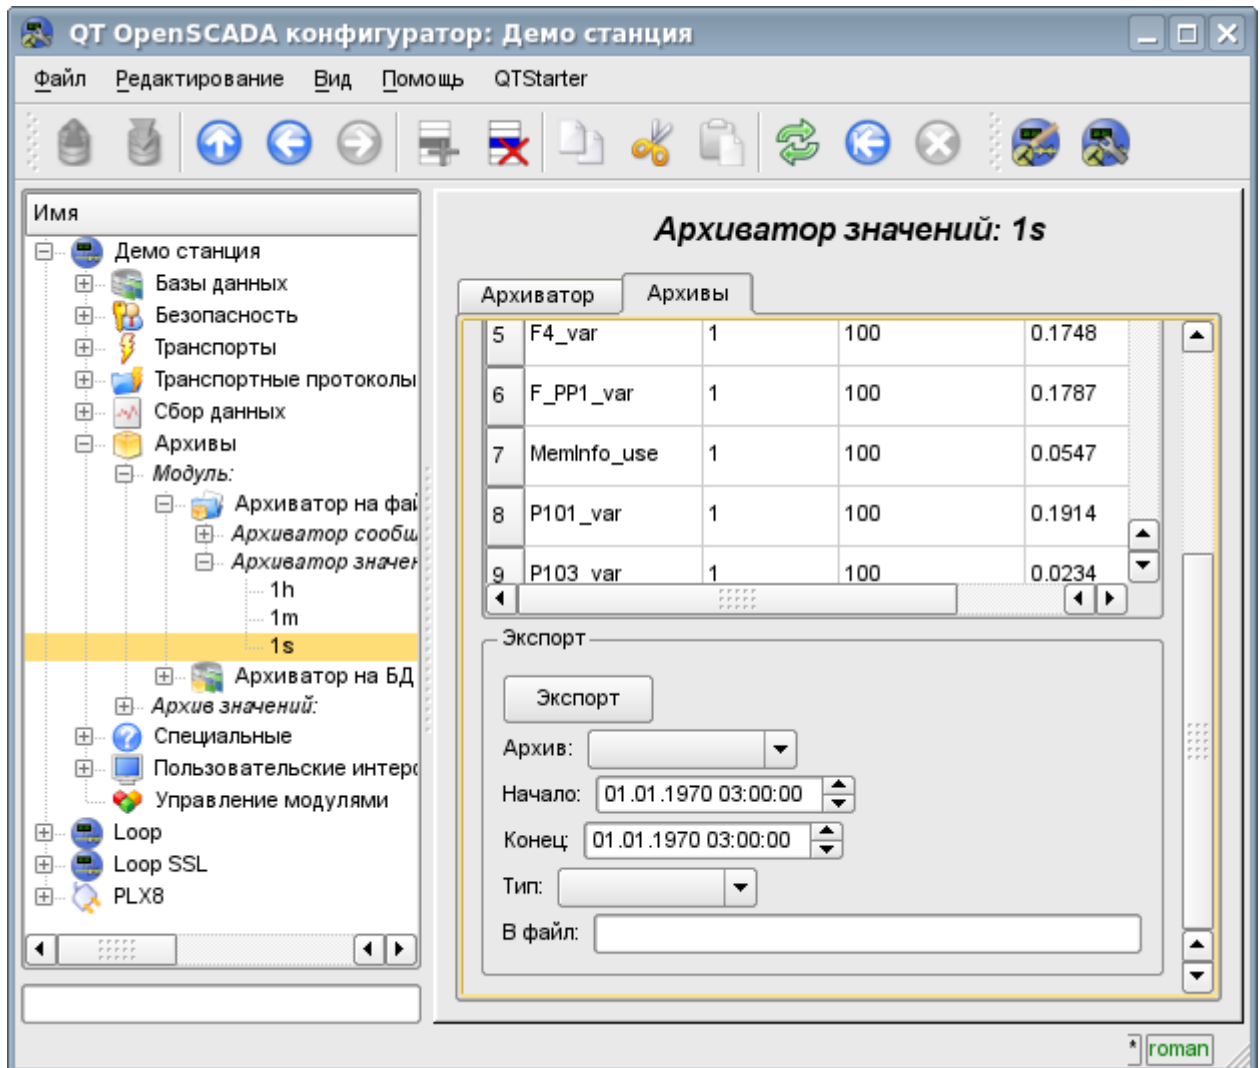 QT OpenSCADA конфигуратор: Демо станция
Файл Редактирование Вид Помощь QTStarter
Имя
Демо станция
Базы данных
Безопасность
Транспорты
Транспортные протоколы
Сбор данных
Архивы
Модуль:
Архиватор на фай
Архиватор сообщ
Архиватор значен
1h
1m
1s
Архиватор на БД
Архив значений:
Специальные
Пользовательские интерф
Управление модулями
Loop
Loop SSL
PLX8
Архиватор значений: 1s
Архиватор Архивы
5 F4_var 1 100 0.1748
6 F_PP1_var 1 100 0.1787
7 MemInfo_use 1 100 0.0547
8 P101_var 1 100 0.1914
9 P103_var 1 100 0.0234
Экспорт
Экспорт
Архив:
Начало: 01.01.1970 03:00:00
Конец: 01.01.1970 03:00:00
Тип:
В файл:
* roman